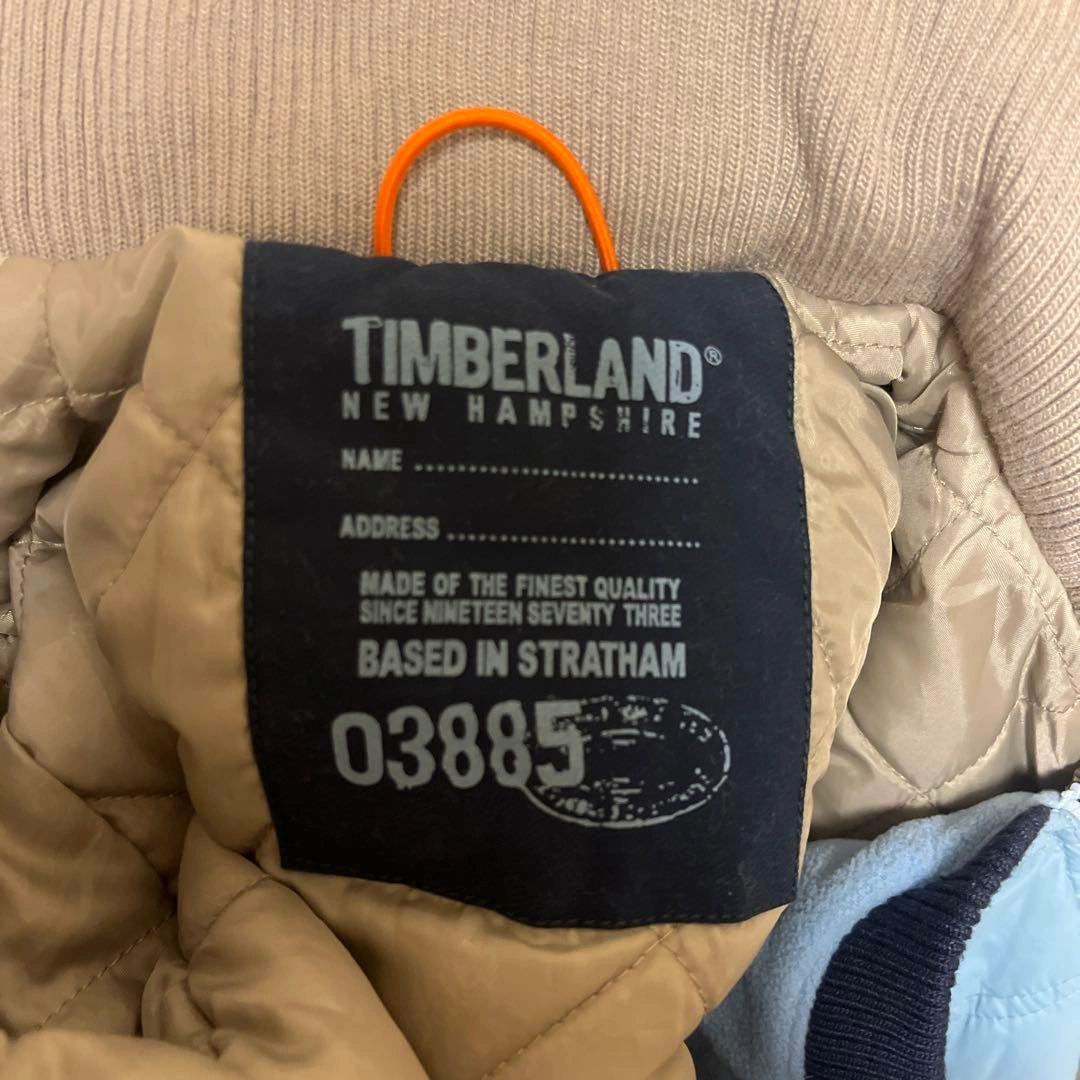 TIMBERLAND®
NEW HAMPSHIRE
NAME ........................................
ADDRESS ...................................
MADE OF THE FINEST QUALITY
SINCE NINETEEN SEVENTY THREE
BASED IN STRATHAM
03885